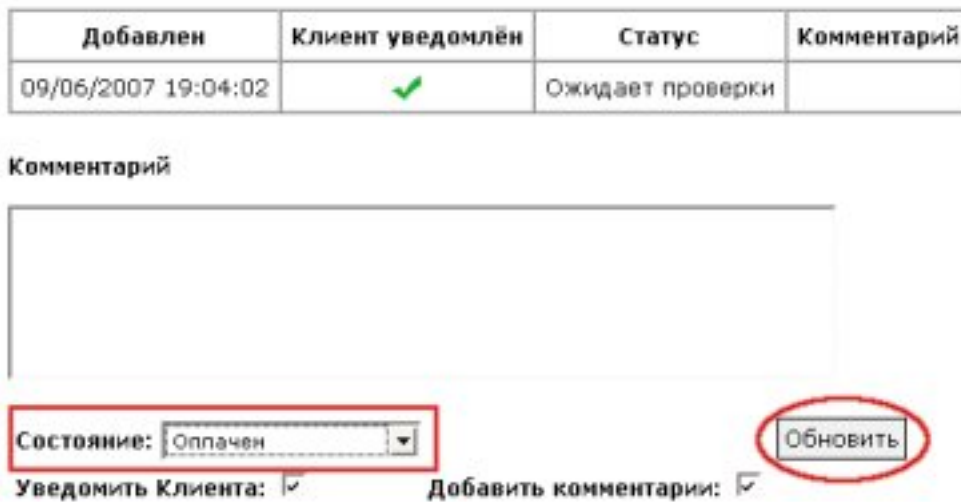 Добавлен Клиент уведомлён Статус Комментарий
09/06/2007 19:04:02 Ожидает проверки
Комментарий
Состояние: Оплачен Обновить
Уведомить Клиента: Добавить комментарии: